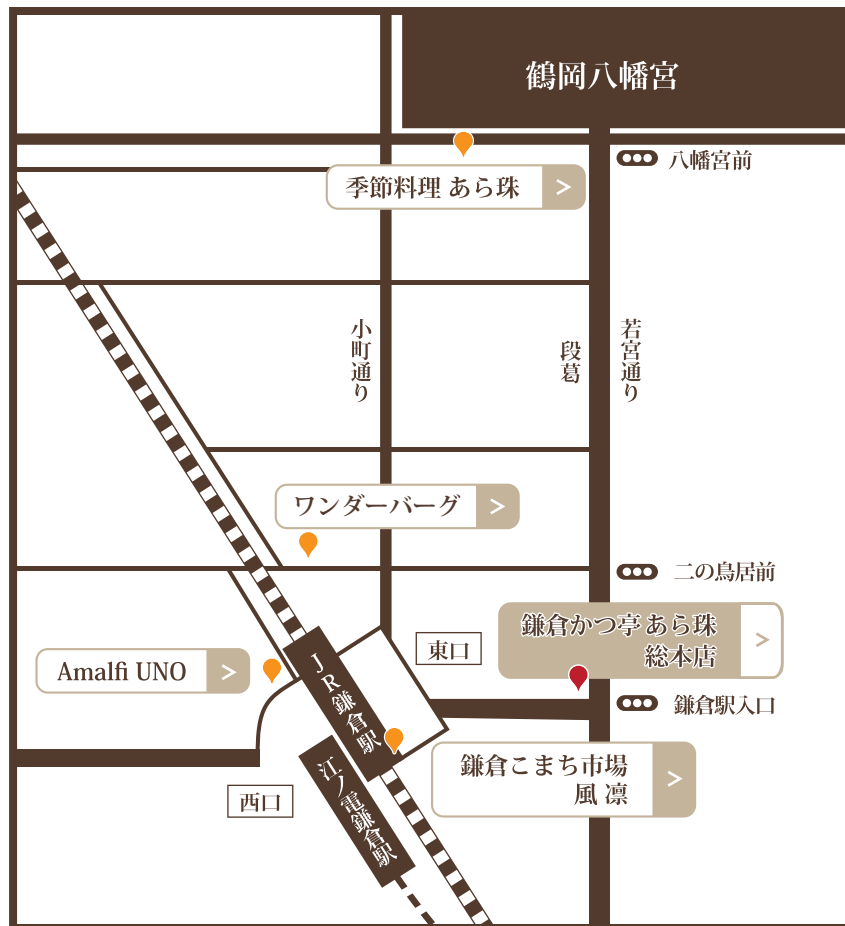 鶴岡八幡宮
八幡宮前
季節料理 あら珠
小町通り
段葛
若宮通り
ワンダーバーグ
二の鳥居前
鎌倉かつ亭 あら珠
総本店
東口
Amalfi UNO
JR鎌倉駅
鎌倉駅入口
鎌倉こまち市場
風 凛
江ノ電鎌倉駅
西口